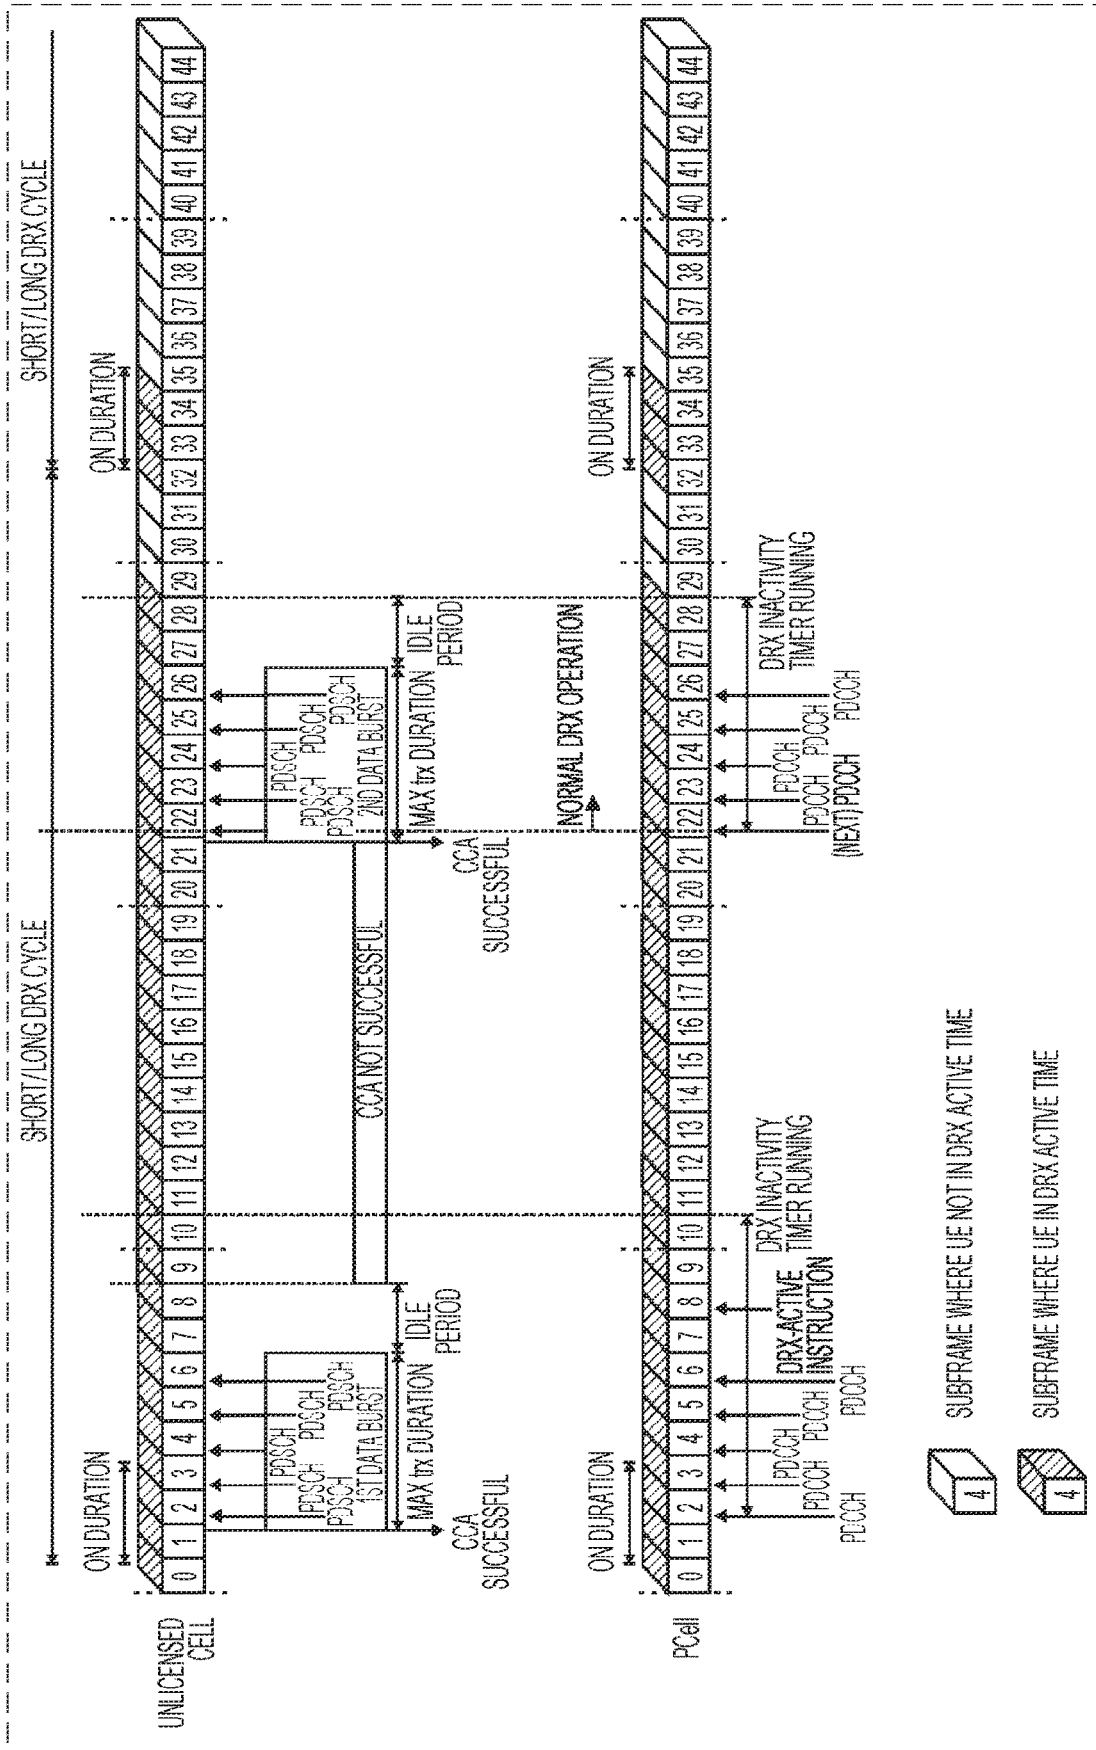 SHORT/LONG DRX CYCLE
SHORT/LONG DRX CYCLE
ON DURATION
ON DURATION
UNLICENSED
CELL
0 1 2 3 4 5 6 7 8 9 10 11 12 13 14 15 16 17 18 19 20 21 22 23 24 25 26 27 28 29 30 31 32 33 34 35 36 37 38 39 40 41 42 43 44
PDSCH
PDSCH
PDSCH
PDSCH
PDSCH
1ST DATA BURST
MAX trx DURATION
IDLE
PERIOD
CCA
SUCCESSFUL
CCA NOT SUCCESSFUL
PDSCH
PDSCH
PDSCH
PDSCH
PDSCH
2ND DATA BURST
MAX trx DURATION
IDLE
PERIOD
CCA
SUCCESSFUL
NORMAL DRX OPERATION
ON DURATION
ON DURATION
PCell
0 1 2 3 4 5 6 7 8 9 10 11 12 13 14 15 16 17 18 19 20 21 22 23 24 25 26 27 28 29 30 31 32 33 34 35 36 37 38 39 40 41 42 43 44
PDCCH
PDCCH
PDCCH
PDCCH
PDCCH
DRX-ACTIVE
INSTRUCTION
DRX INACTIVITY
TIMER RUNNING
(NEXT) PDCCH
PDCCH
PDCCH
PDCCH
PDCCH
DRX INACTIVITY
TIMER RUNNING
4
SUBFRAME WHERE UE NOT IN DRX ACTIVE TIME
4
SUBFRAME WHERE UE IN DRX ACTIVE TIME